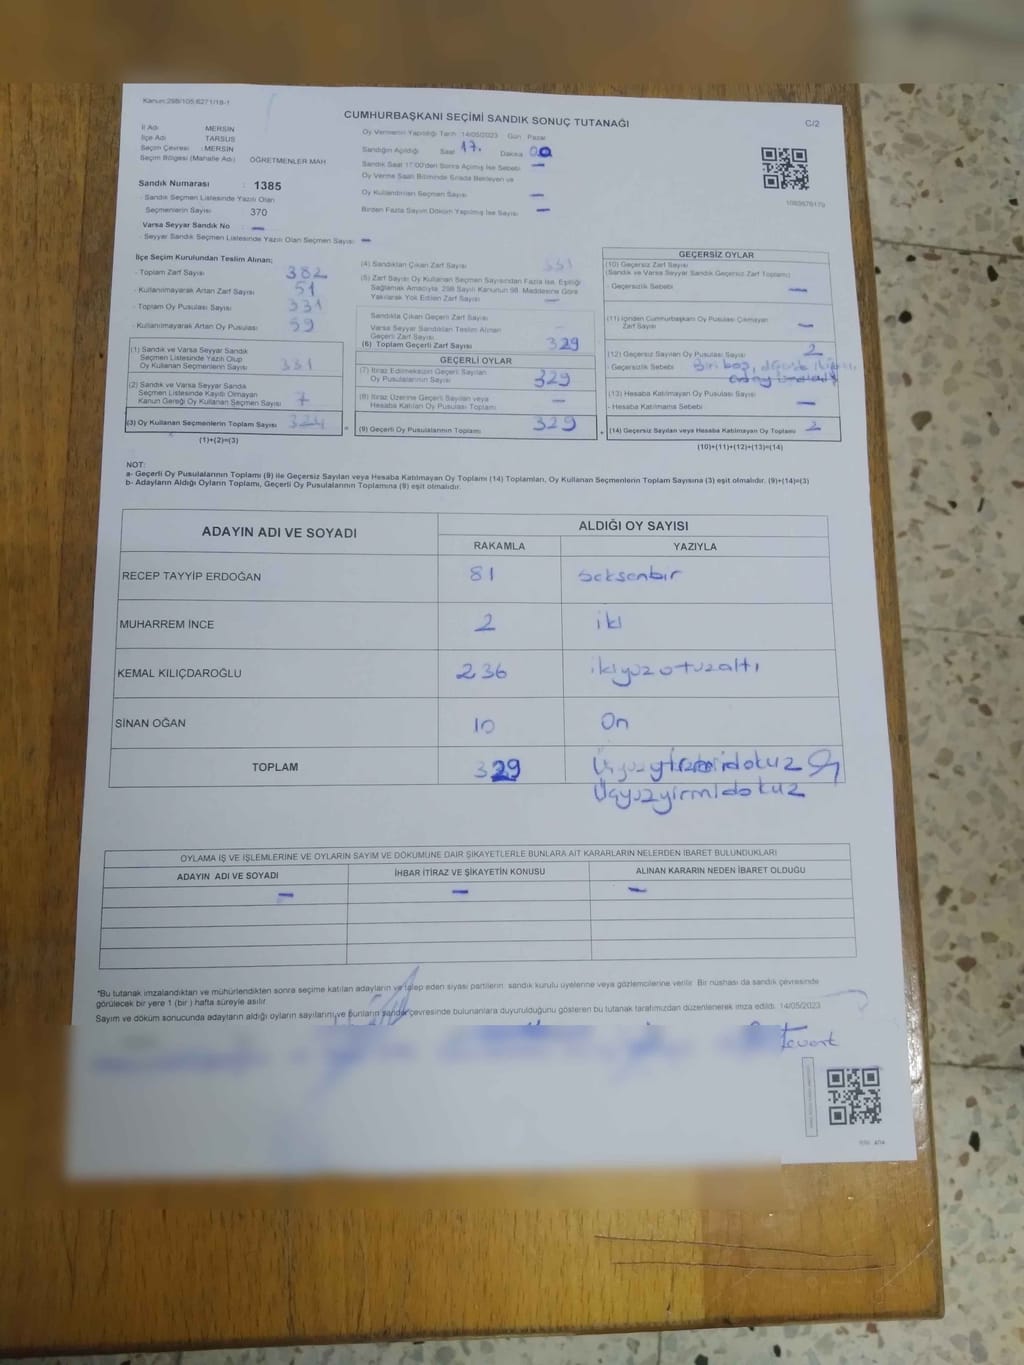 Kanun:298/105;6271/18-1
CUMHURBAŞKANI SEÇİMİ SANDIK SONUÇ TUTANAĞI
C/2
İl Adı MERSİN
İlçe Adı TARSUS
Seçim Çevresi : MERSİN
Seçim Bölgesi (Mahalle Adı) ÖĞRETMENLER MAH
Oy Vermenin Yapıldığı Tarih 14/05/2023 Gün Pazar
Sandığın Açıldığı Saat 17. Dakika 00
Sandık Saat 17:00'den Sonra Açılmış İse Sebebi —
Oy Verme Saati Bitiminde Sırada Bekleyen ve
Oy Kullandırılan Seçmen Sayısı —
Birden Fazla Sayım Döküm Yapılmış İse Sayısı —
Sandık Numarası : 1385
- Sandık Seçmen Listesinde Yazılı Olan
Seçmenlerin Sayısı 370
Varsa Seyyar Sandık No —
- Seyyar Sandık Seçmen Listesinde Yazılı Olan Seçmen Sayısı —
İlçe Seçim Kurulundan Teslim Alınan;
- Toplam Zarf Sayısı 382
- Kullanılmayarak Artan Zarf Sayısı 51
- Toplam Oy Pusulası Sayısı
- Kullanılmayarak Artan Oy Pusulası 59
(1) Sandık ve Varsa Seyyar Sandık
Seçmen Listesinde Yazılı Olup
Oy Kullanan Seçmenlerin Sayısı 331
(2) Sandık ve Varsa Seyyar Sandık
Seçmen Listesinde Kayıtlı Olmayan
Kanun Gereği Oy Kullanan Seçmen Sayısı 7
(3) Oy Kullanan Seçmenlerin Toplam Sayısı 324
(1)+(2)=(3)
(4) Sandıktan Çıkan Zarf Sayısı 331
(5) Zarf Sayısı Oy Kullanan Seçmen Sayısından Fazla İse, Eşitliği
Sağlamak Amacıyla, 298 Sayılı Kanunun 98. Maddesine Göre
Yakılarak Yok Edilen Zarf Sayısı —
Sandıkta Çıkan Geçerli Zarf Sayısı
Varsa Seyyar Sandıktan Teslim Alınan
Geçerli Zarf Sayısı —
(6) Toplam Geçerli Zarf Sayısı 329
GEÇERLİ OYLAR
(7) İtiraz Edilmeksizin Geçerli Sayılan
Oy Pusulalarının Sayısı 329
(8) İtiraz Üzerine Geçerli Sayılan veya
Hesaba Katılan Oy Pusulası Toplamı —
(9) Geçerli Oy Pusulalarının Toplamı 329
GEÇERSİZ OYLAR
(10) Geçersiz Zarf Sayısı
(Sandık ve Varsa Seyyar Sandık Geçersiz Zarf Toplamı)
- Geçersizlik Sebebi —
(11) İçinden Cumhurbaşkanı Oy Pusulası Çıkmayan
Zarf Sayısı —
(12) Geçersiz Sayılan Oy Pusulası Sayısı 2
- Geçersizlik Sebebi Biri boş,
(13) Hesaba Katılmayan Oy Pusulası Sayısı
- Hesaba Katılmama Sebebi —
(14) Geçersiz Sayılan veya Hesaba Katılmayan Oy Toplamı 2
(10)+(11)+(12)+(13)=(14)
NOT:
a- Geçerli Oy Pusulalarının Toplamı (9) ile Geçersiz Sayılan veya Hesaba Katılmayan Oy Toplamı (14) Toplamları, Oy Kullanan Seçmenlerin Toplam Sayısına (3) eşit olmalıdır. (9)+(14)=(3)
b- Adayların Aldığı Oyların Toplamı, Geçerli Oy Pusulalarının Toplamına (9) eşit olmalıdır.
ADAYIN ADI VE SOYADI ALDIĞI OY SAYISI
RAKAMLA YAZIYLA
RECEP TAYYİP ERDOĞAN 81 seksenbir
MUHARREM İNCE 2 iki
KEMAL KILIÇDAROĞLU 236 ikiyüzotuzaltı
SİNAN OĞAN 10 On
TOPLAM 329
Üçyüzyirmidokuz
OYLAMA İŞ VE İŞLEMLERİNE VE OYLARIN SAYIM VE DÖKÜMÜNE DAİR ŞİKAYETLERLE BUNLARA AİT KARARLARIN NELERDEN İBARET BULUNDUKLARI
ADAYIN ADI VE SOYADI İHBAR İTİRAZ VE ŞİKAYETİN KONUSU ALINAN KARARIN NEDEN İBARET OLDUĞU
— — —
*Bu tutanak imzalandıktan ve mühürlendikten sonra seçime katılan adayların ve talep eden siyasi partilerin sandık kurulu üyelerine veya gözlemcilerine verilir. Bir nüshası da sandık çevresinde
görülecek bir yere 1 (bir ) hafta süreyle asılır.
Sayım ve döküm sonucunda adayların aldığı oyların sayılarını ve bunların sandık çevresinde bulunanlara duyurulduğunu gösteren bu tutanak tarafımızdan düzenlenerek imza edildi. 14/05/2023